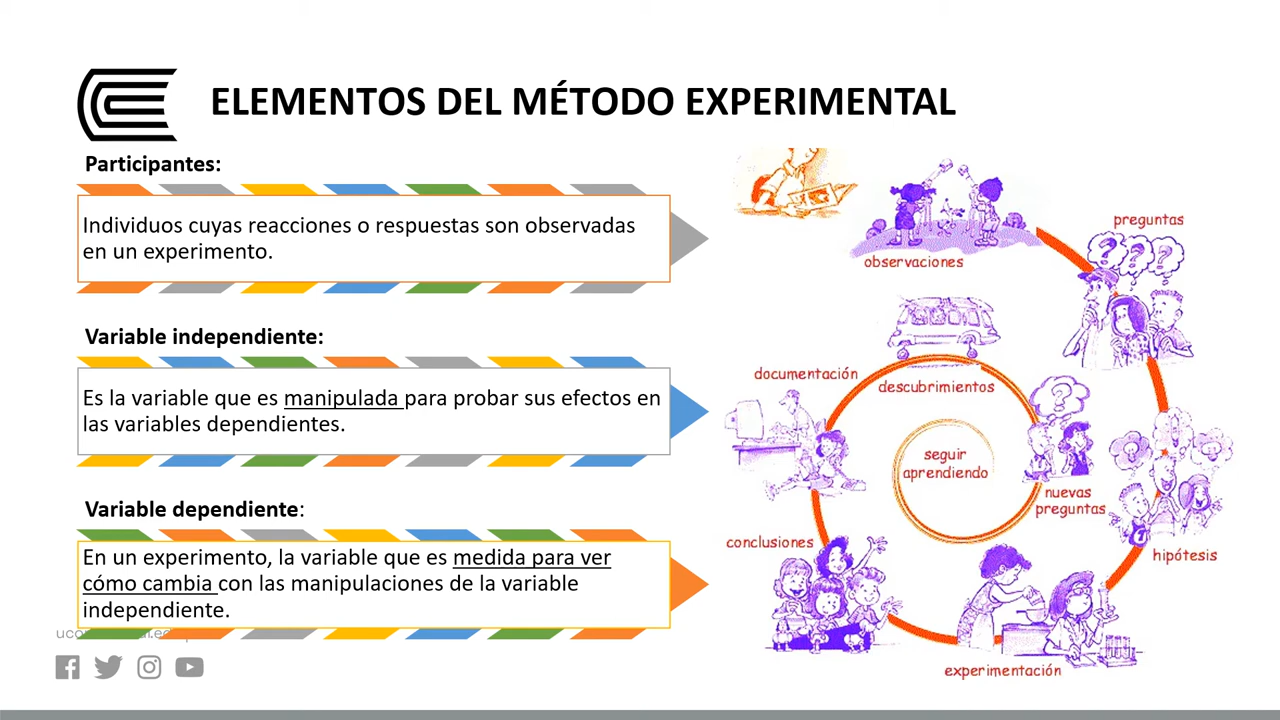 ELEMENTOS DEL MÉTODO EXPERIMENTAL
Participantes:
Individuos cuyas reacciones o respuestas son observadas
en un experimento.
Variable independiente:
Es la variable que es manipulada para probar sus efectos en
las variables dependientes.
Variable dependiente:
En un experimento, la variable que es medida para ver
cómo cambia con las manipulaciones de la variable
independiente.
observaciones
preguntas
hipótesis
experimentación
conclusiones
documentación
descubrimientos
nuevas
preguntas
seguir
aprendiendo